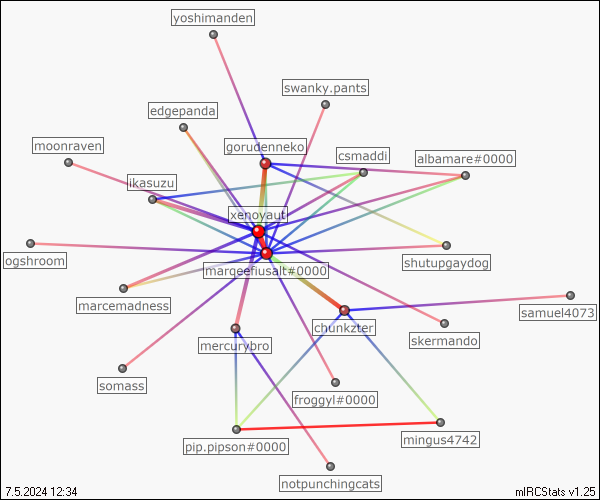 yoshimanden
swanky.pants
edgepanda
gorudenneko
moonraven
csmaddi
albamare#0000
ikasuzu
xenoyaut
ogshroom
shutupgaydog
marqeefiusalt#0000
marcemadness
samuel4073
chunkzter
skermando
mercurybro
somass
froggyl#0000
mingus4742
pip.pipson#0000
notpunchingcats
7.5.2024 12:34
mIRCStats v1.25